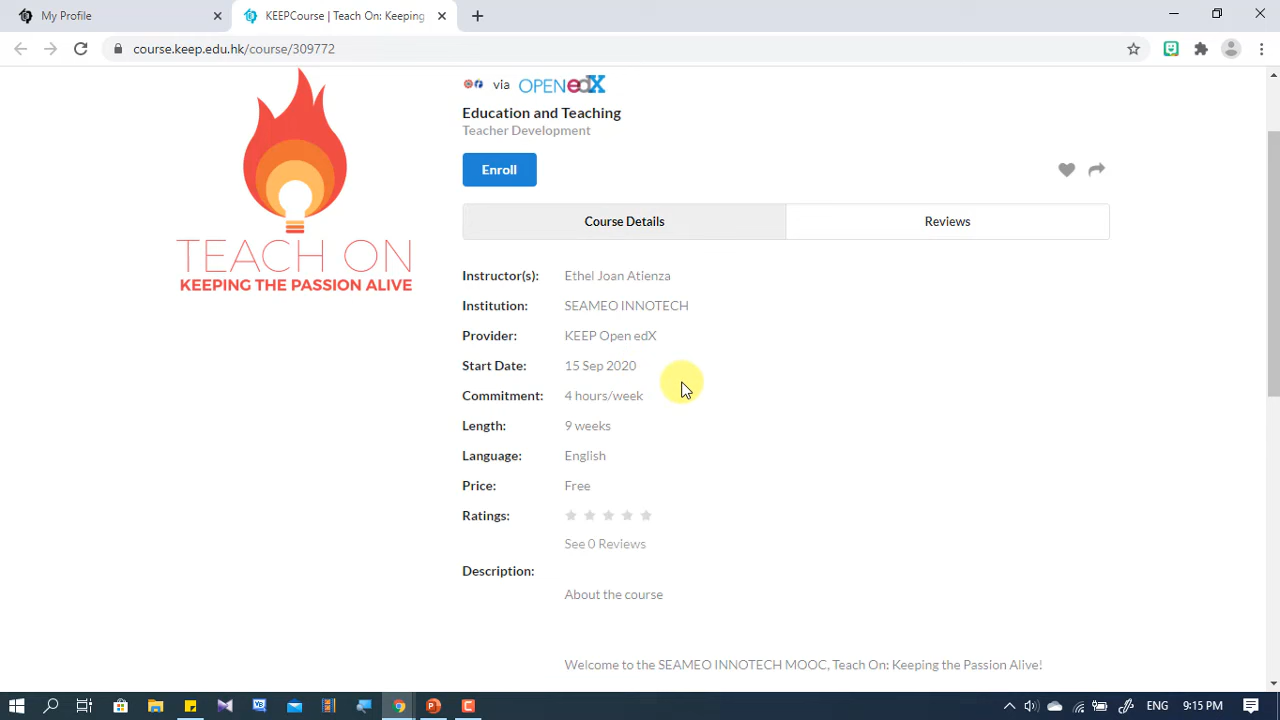 My Profile
KEEPCourse | Teach On: Keeping
course.keep.edu.hk/course/309772
via OPENedX
Education and Teaching
Teacher Development
Enroll
Course Details
Reviews
TEACH ON
KEEPING THE PASSION ALIVE
Instructor(s): Ethel Joan Atienza
Institution: SEAMEO INNOTECH
Provider: KEEP Open edX
Start Date: 15 Sep 2020
Commitment: 4 hours/week
Length: 9 weeks
Language: English
Price: Free
Ratings:
See 0 Reviews
Description:
About the course
Welcome to the SEAMEO INNOTECH MOOC, Teach On: Keeping the Passion Alive!
ENG
9:15 PM